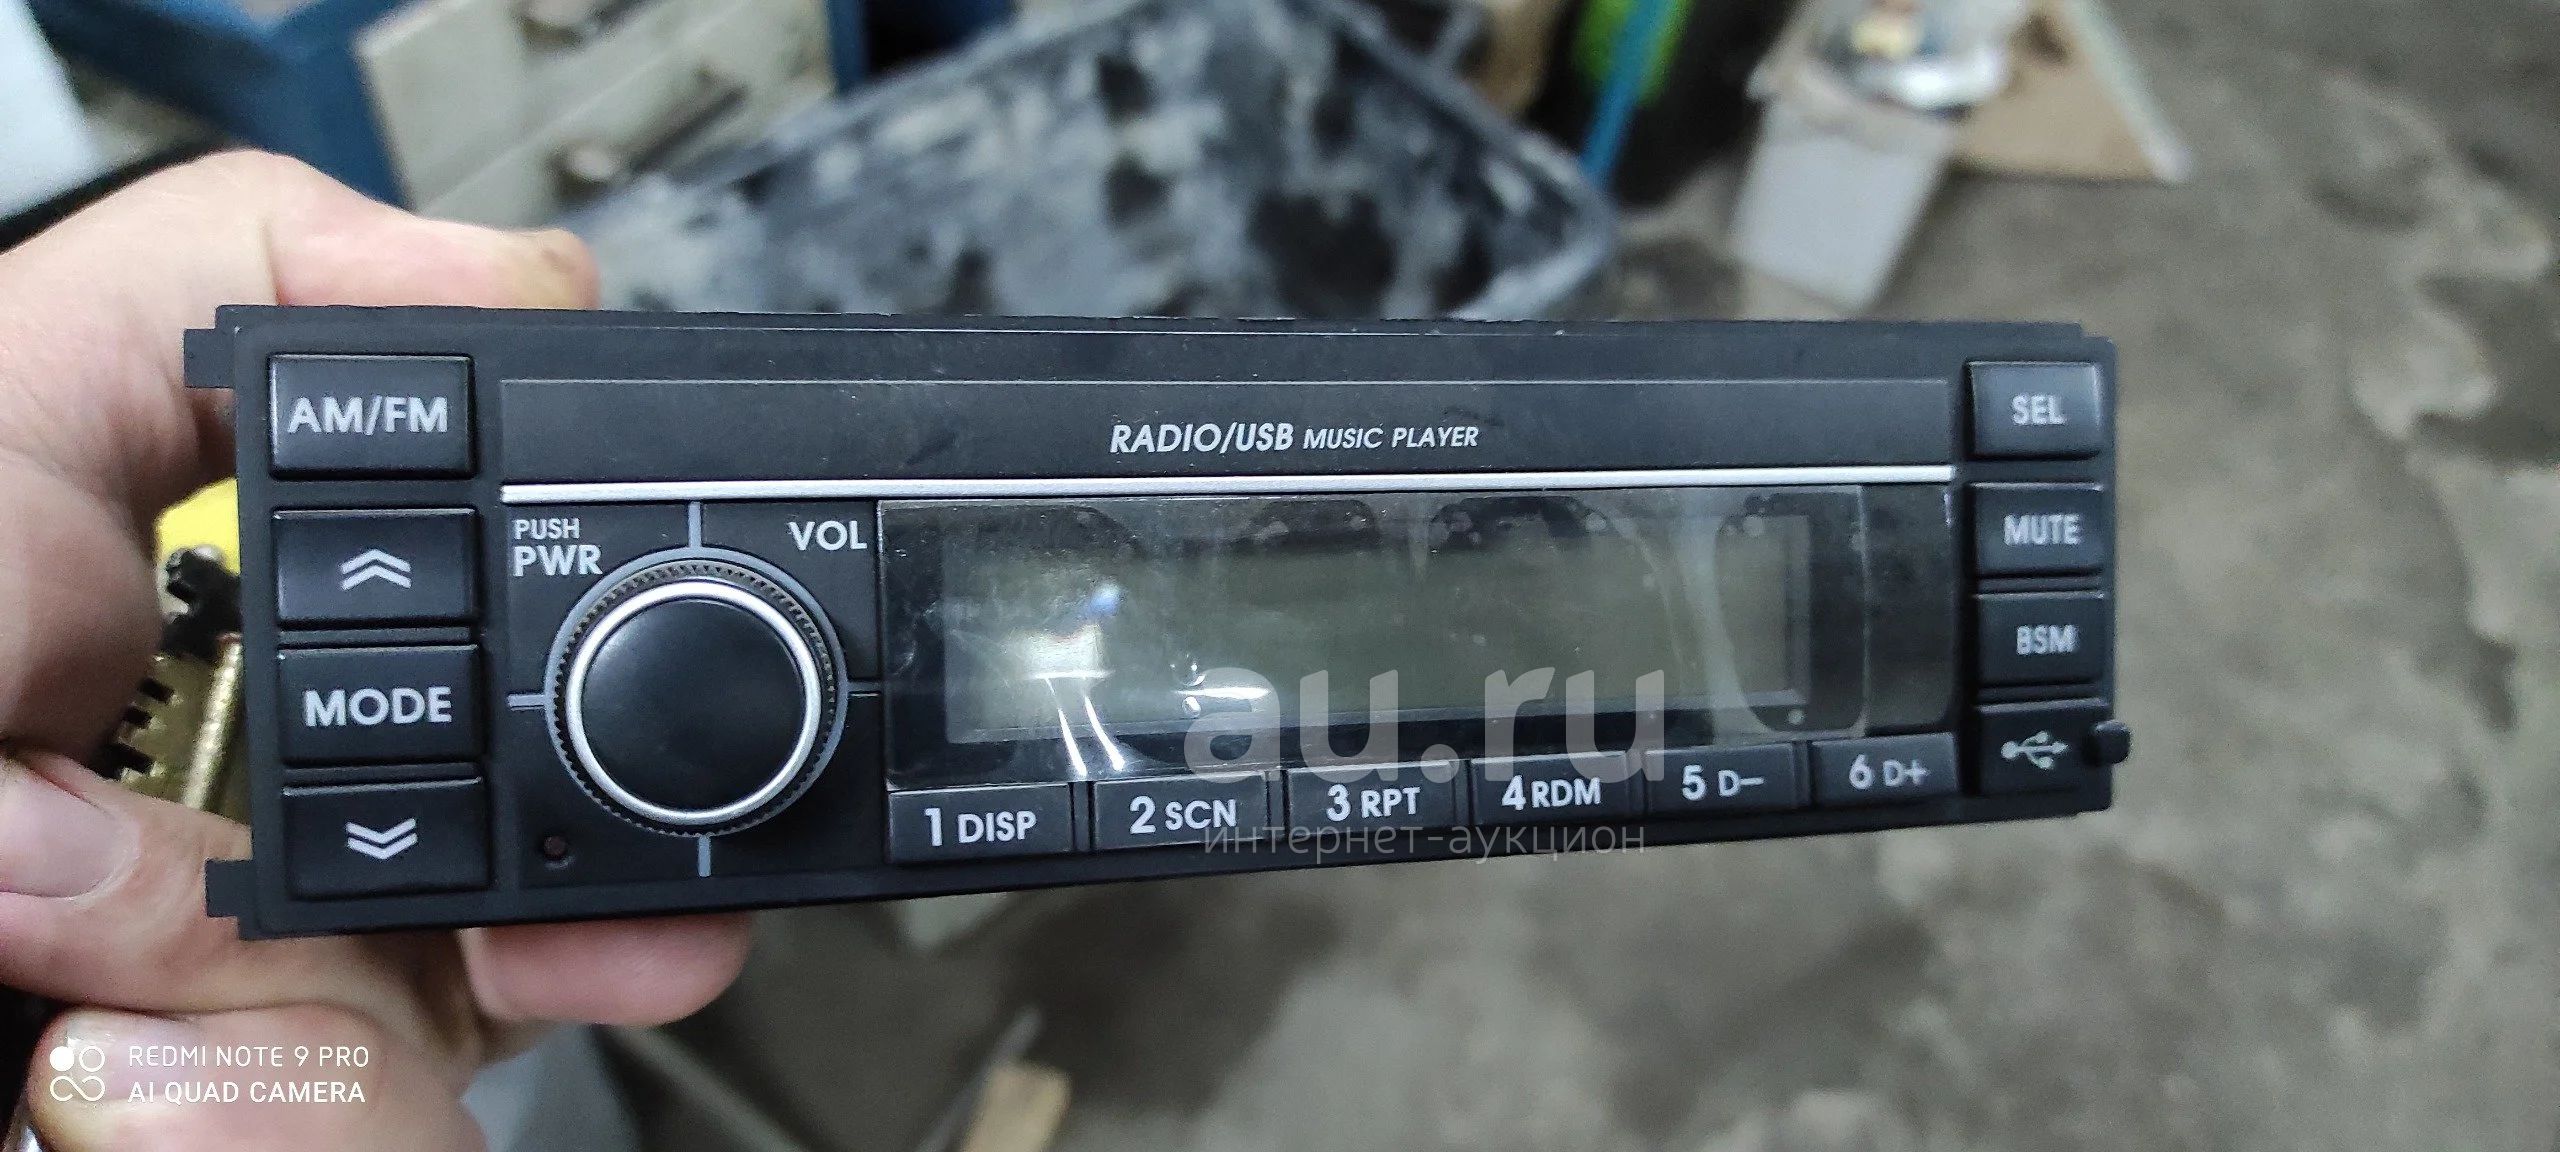 AM/FM
RADIO/USB MUSIC PLAYER
SEL
PUSH
PWR
VOL
MUTE
BSM
MODE
1 DISP
2 SCN
3 RPT
4 RDM
5 D−
6 D+
au.ru
интернет-аукцион
REDMI NOTE 9 PRO
AI QUAD CAMERA